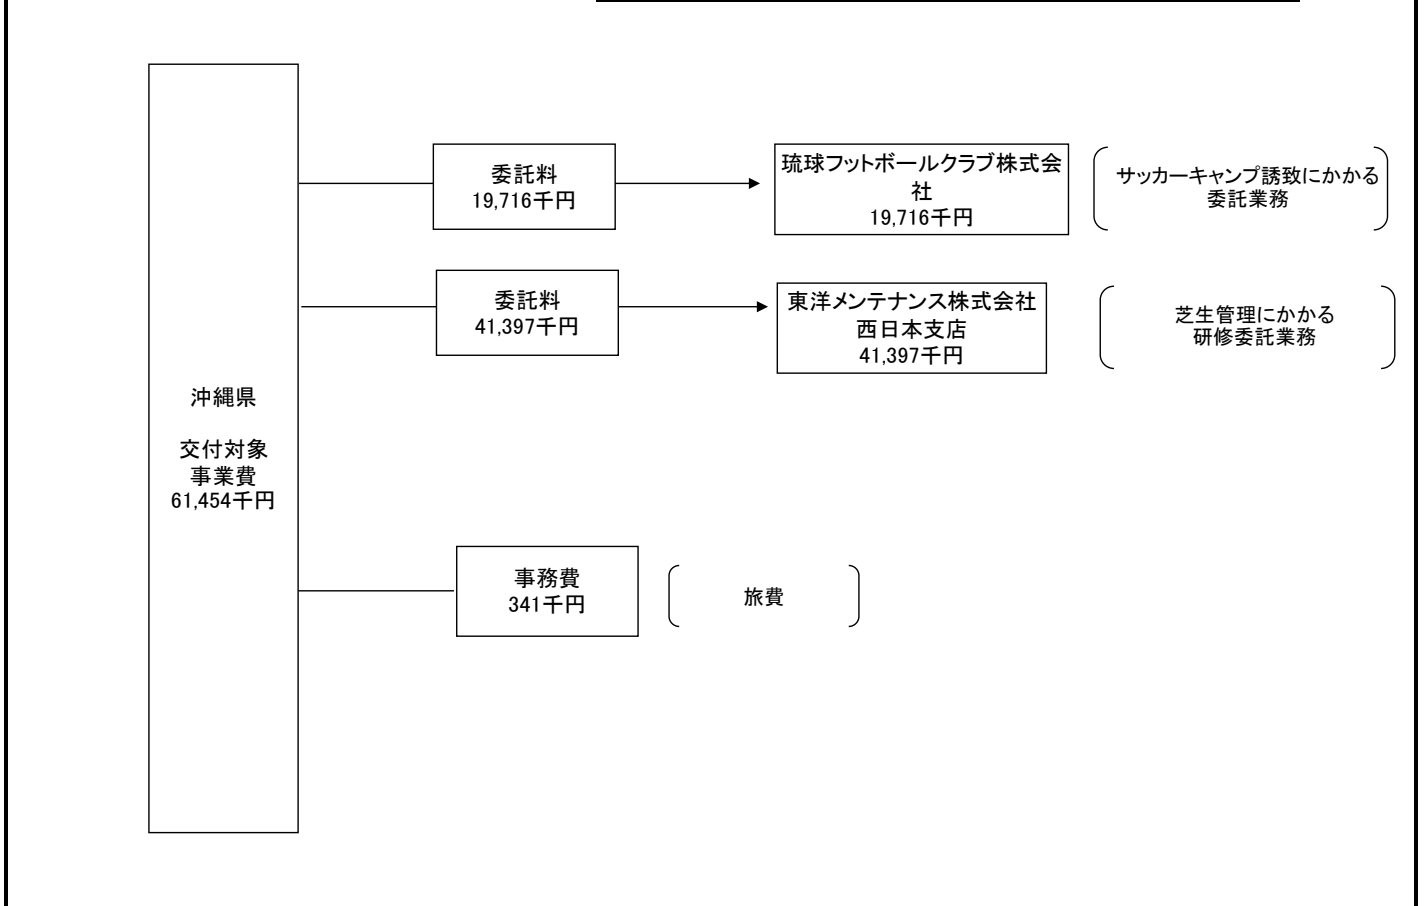 沖縄県
交付対象
事業費
61,454千円
委託料
19,716千円
琉球フットボールクラブ株式会
社
19,716千円
サッカーキャンプ誘致にかかる
委託業務
委託料
41,397千円
東洋メンテナンス株式会社
西日本支店
41,397千円
芝生管理にかかる
研修委託業務
事務費
341千円
旅費